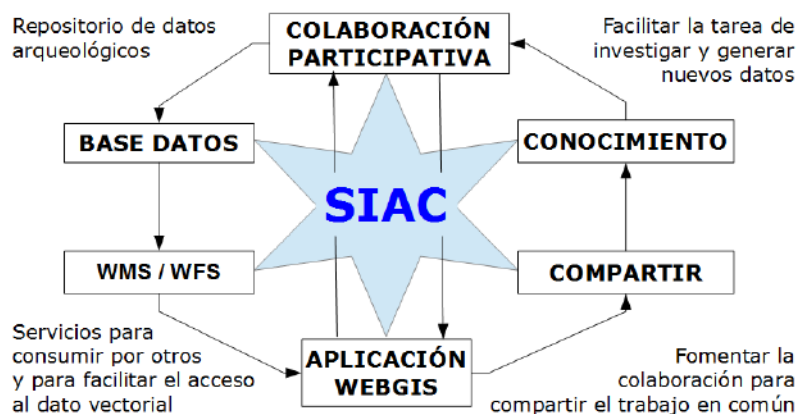 Repositorio de datos
arqueológicos
COLABORACIÓN
PARTICIPATIVA
Facilitar la tarea de
investigar y generar
nuevos datos
BASE DATOS
CONOCIMIENTO
SIAC
WMS / WFS
COMPARTIR
Servicios para
consumir por otros
y para facilitar el acceso
al dato vectorial
APLICACIÓN
WEBGIS
Fomentar la
colaboración para
compartir el trabajo en común